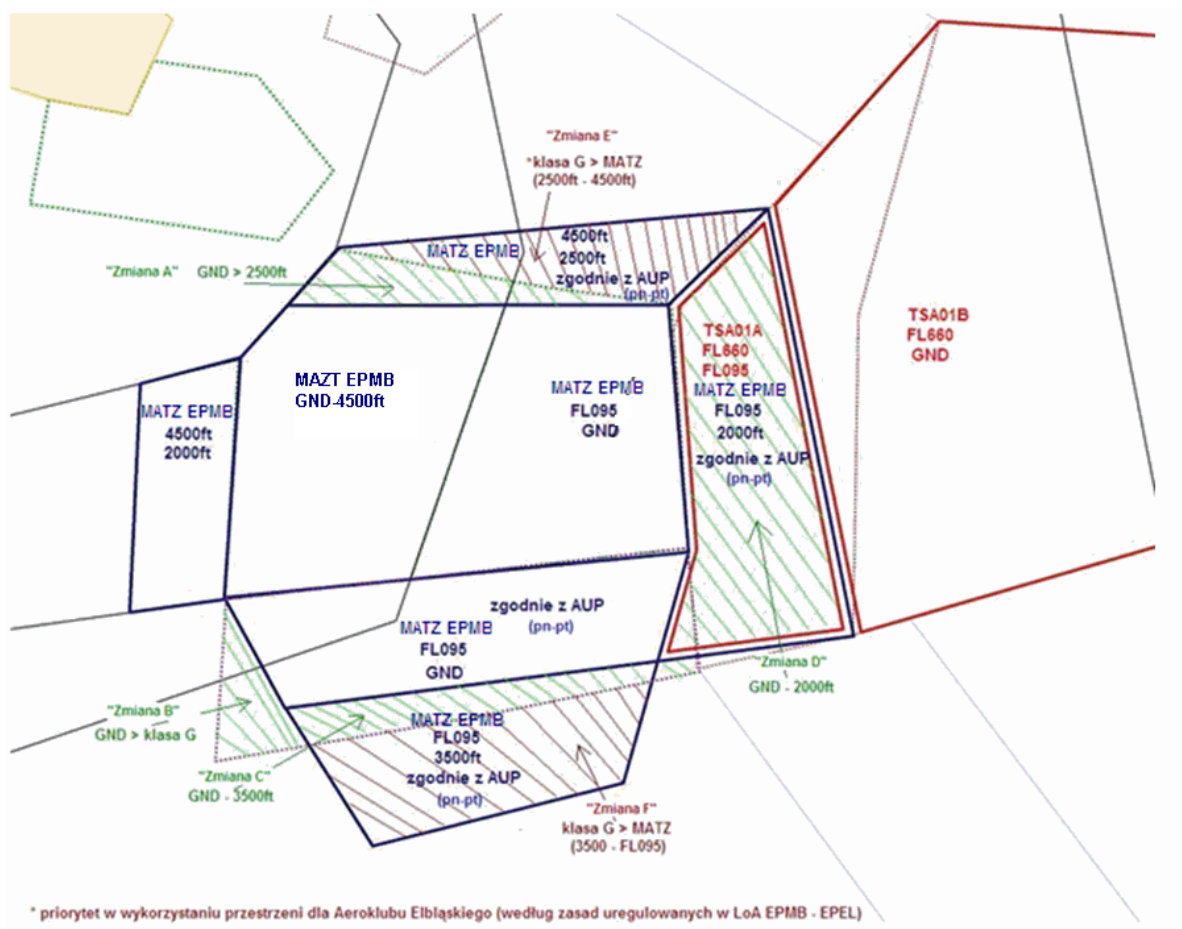 "Zmiana E"
*klasa G > MATZ
(2500ft - 4500ft)
4500ft
MATZ EPMB
2500ft
zgodnie z AUP
(pn-pt)
"Zmiana A" GND > 2500ft
TSA01B
FL660
GND
TSA01A
FL660
FL095
MATZ EPMB
FL095
2000ft
zgodnie z AUP
(pn-pt)
MAZT EPMB
GND-4500ft
MATZ EPMB
FL095
GND
MATZ EPMB
4500ft
2000ft
zgodnie z AUP
(pn-pt)
MATZ EPMB
FL095
GND
"Zmiana D"
GND - 2000ft
"Zmiana B"
GND > klasa G
MATZ EPMB
FL095
3500ft
zgodnie z AUP
(pn-pt)
"Zmiana C"
GND - 3500ft
"Zmiana F"
klasa G > MATZ
(3500 - FL095)
* priorytet w wykorzystaniu przestrzeni dla Aeroklubu Elbląskiego (według zasad uregulowanych w LoA EPMB - EPEL)